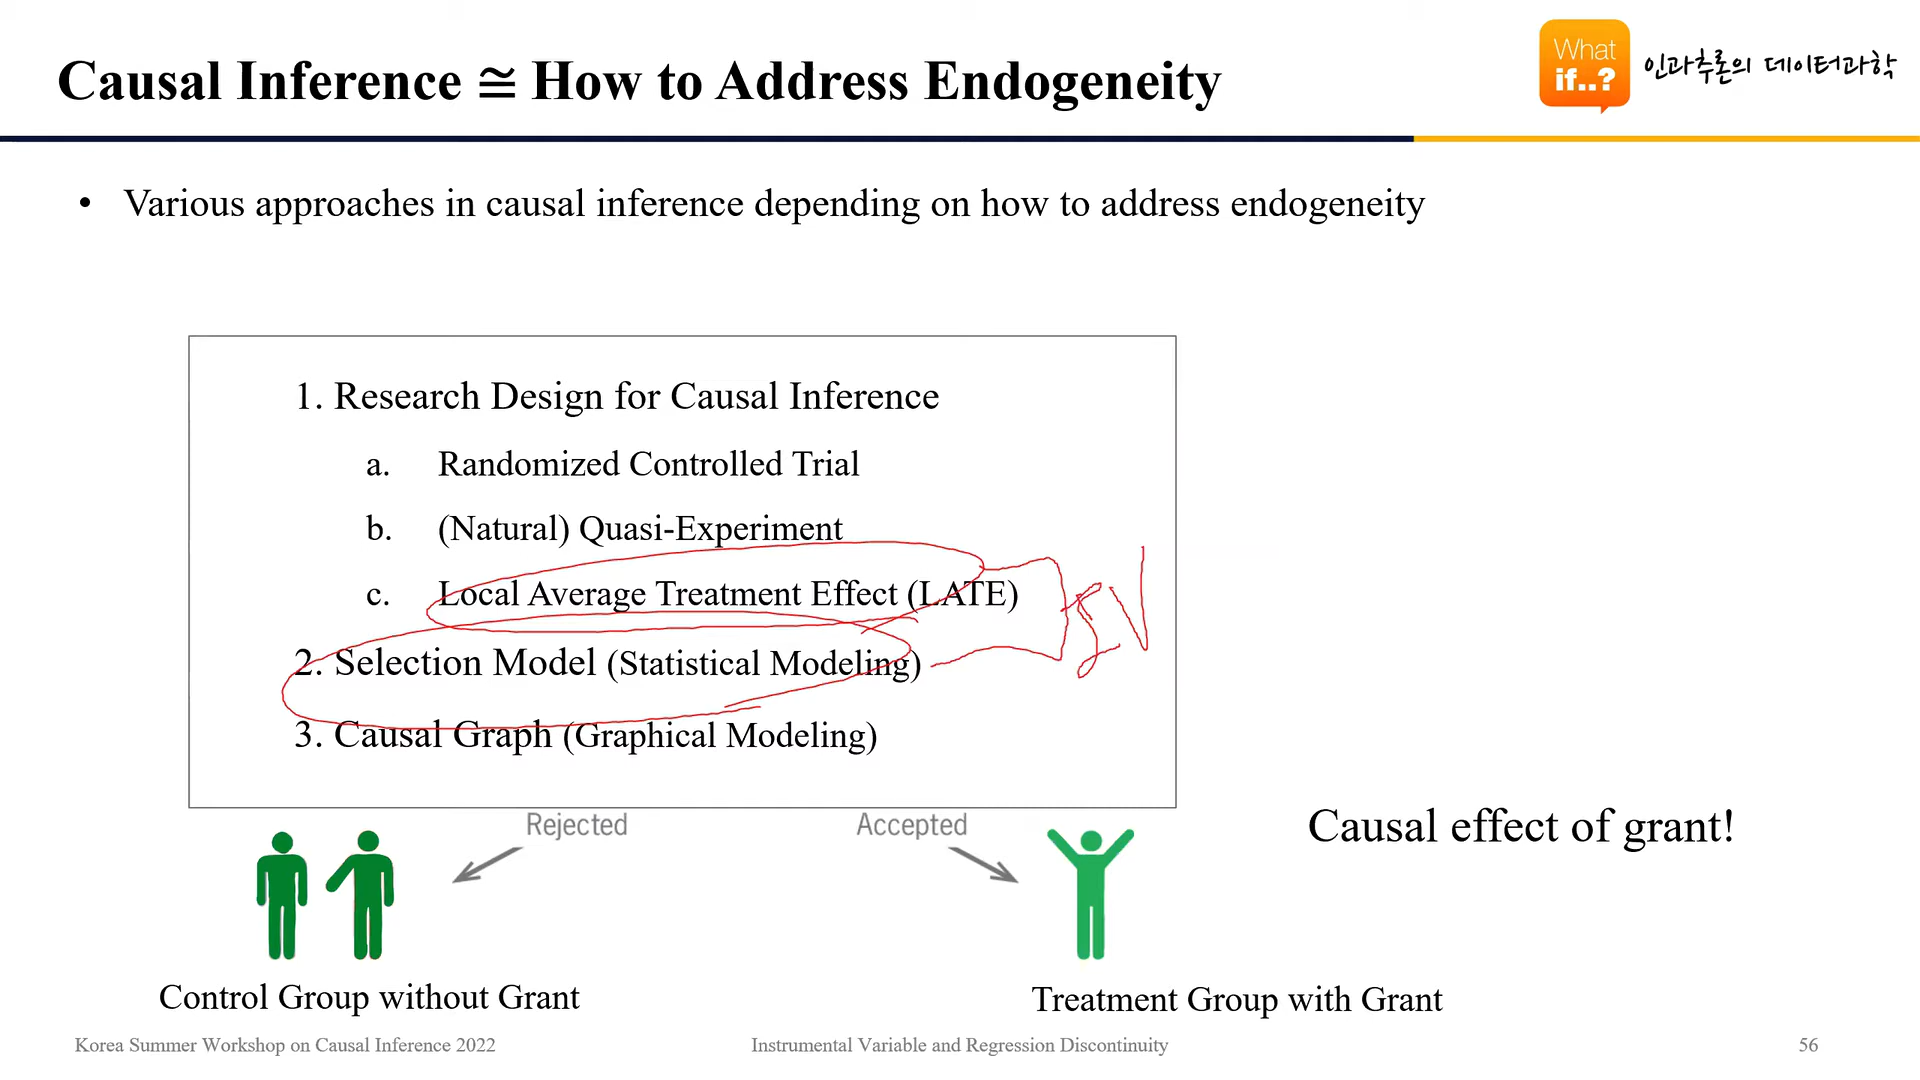 Causal Inference ≅ How to Address Endogeneity
What
if..?
인과추론의 데이터과학
• Various approaches in causal inference depending on how to address endogeneity
1. Research Design for Causal Inference
a. Randomized Controlled Trial
b. (Natural) Quasi-Experiment
c. Local Average Treatment Effect (LATE)
IV
2. Selection Model (Statistical Modeling)
3. Causal Graph (Graphical Modeling)
Rejected
Accepted
Causal effect of grant!
Control Group without Grant
Treatment Group with Grant
Korea Summer Workshop on Causal Inference 2022
Instrumental Variable and Regression Discontinuity
56